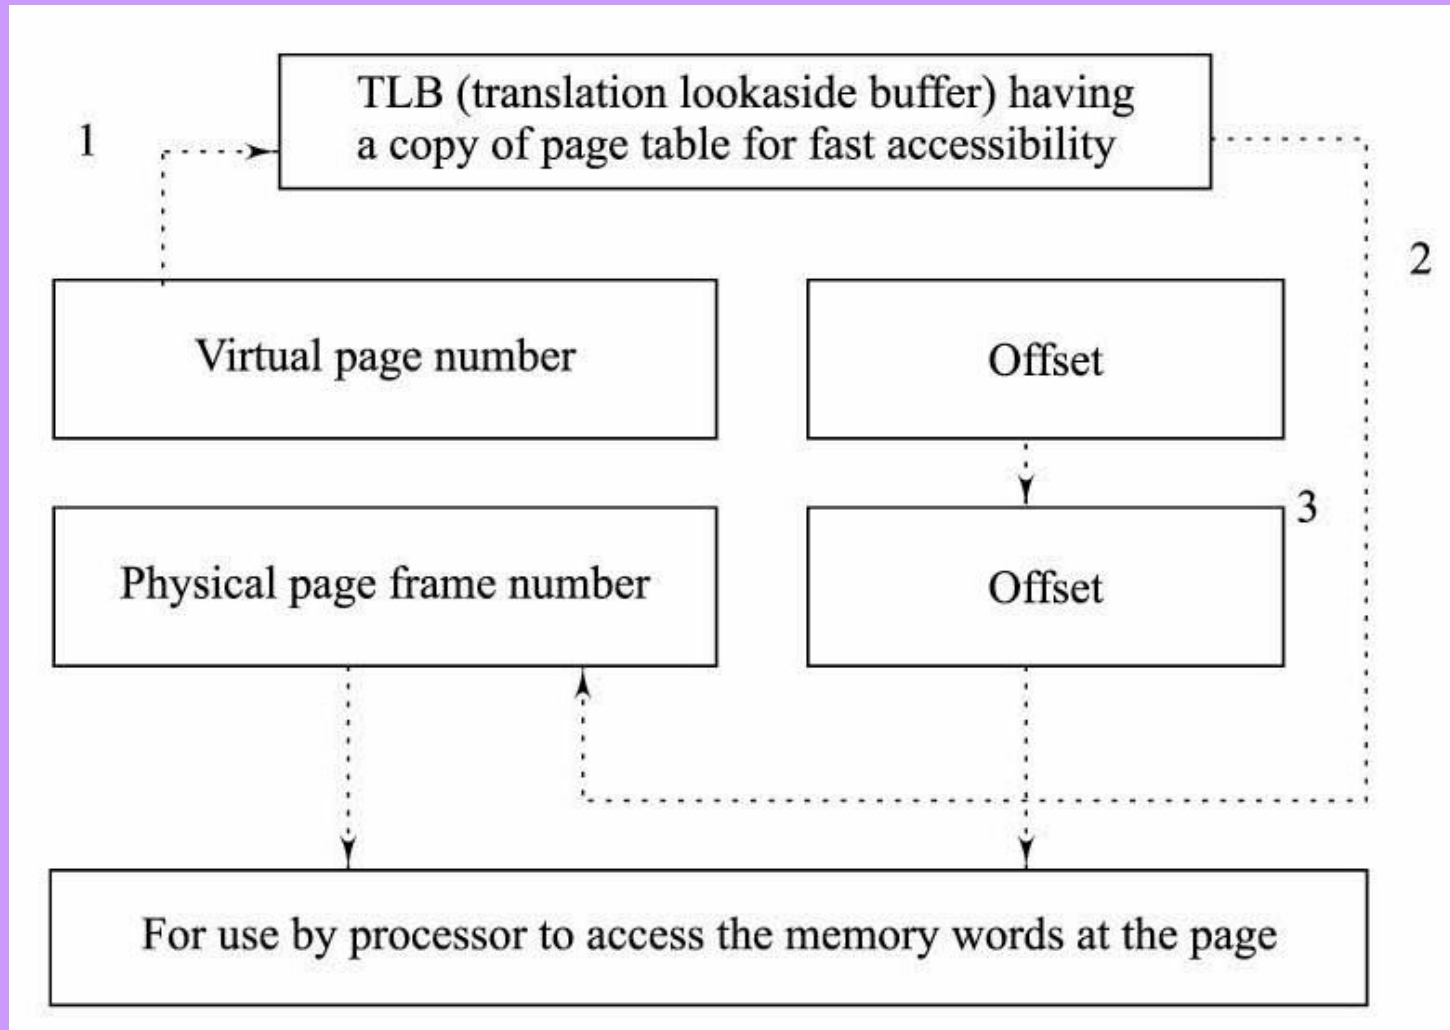 TLB (translation lookaside buffer) having
a copy of page table for fast accessibility
1
2
Virtual page number
Offset
3
Physical page frame number
Offset
For use by processor to access the memory words at the page